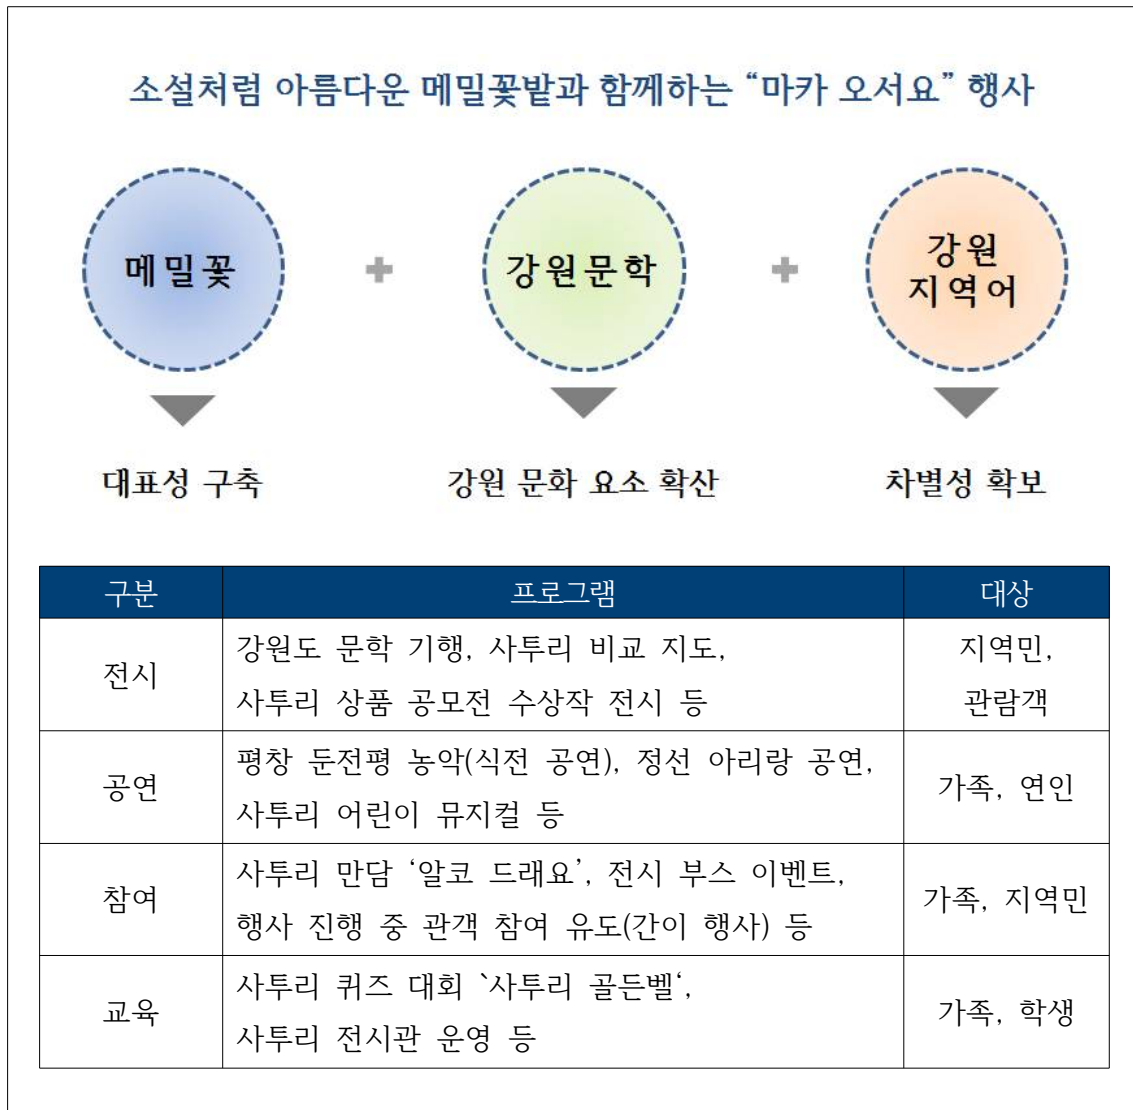 소설처럼 아름다운 메밀꽃밭과 함께하는 “마카 오서요” 행사
메밀꽃
+
강원문학
+
강원
지역어
대표성 구축
강원 문화 요소 확산
차별성 확보
구분 프로그램 대상
전시
강원도 문학 기행, 사투리 비교 지도,
사투리 상품 공모전 수상작 전시 등
지역민,
관람객
공연
평창 둔전평 농악(식전 공연), 정선 아리랑 공연,
사투리 어린이 뮤지컬 등
가족, 연인
참여
사투리 만담 ‘알코 드래요’, 전시 부스 이벤트,
행사 진행 중 관객 참여 유도(간이 행사) 등
가족, 지역민
교육
사투리 퀴즈 대회 `사투리 골든벨‘,
사투리 전시관 운영 등
가족, 학생